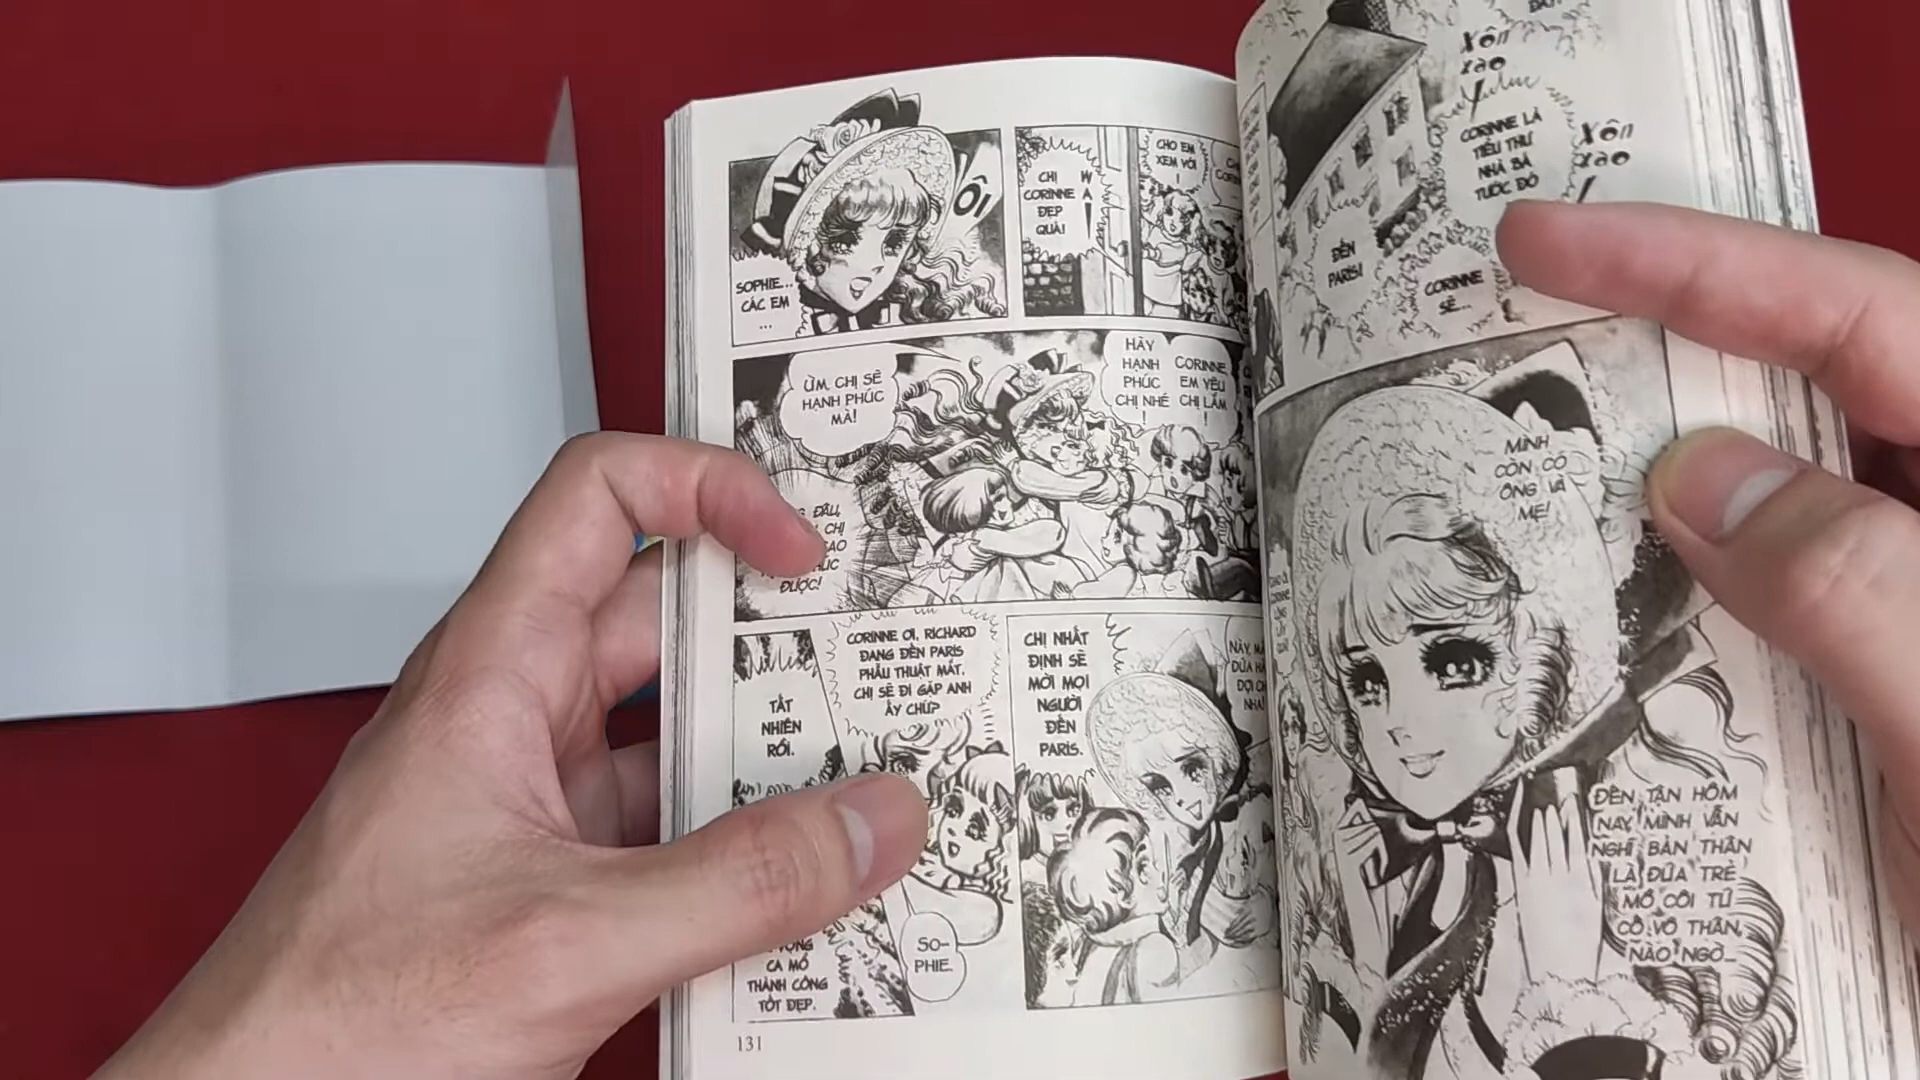 ÔI
SOPHIE...
CÁC EM
...
CHỊ
CORINNE
ĐẸP
QUÁ!
W
A
!
CHO EM
XEM VỚI
!
ỪM, CHỊ SẼ
HẠNH PHÚC
MÀ!
HÃY
HẠNH
PHÚC
CHỊ NHÉ
!
CORINNE,
EM YÊU
CHỊ LẮM
!
ĐÂU,
CHỊ
SAO
ĐƯỢC!
TẤT
NHIÊN
RỒI.
CORINNE ƠI, RICHARD
ĐANG ĐẾN PARIS
PHẪU THUẬT MẮT.
CHỊ SẼ ĐI GẶP ANH
ẤY CHỨ?
CA MỔ
THÀNH CÔNG
TỐT ĐẸP.
SO-
PHIE.
CHỊ NHẤT
ĐỊNH SẼ
MỜI MỌI
NGƯỜI
ĐẾN
PARIS.
131
Xôn
xao
CORINNE LÀ
TIỂU THƯ
NHÀ BÁ
TƯỚC ĐÓ
Xôn
xao
ĐẾN
PARIS!
CORINNE
SẼ...
MÌNH
CÒN CÓ
ÔNG VÀ
MẸ!
ĐẾN TẬN HÔM
NAY, MÌNH VẪN
NGHĨ BẢN THÂN
LÀ ĐỨA TRẺ
MỒ CÔI TỨ
CỐ VÔ THÂN,
NÀO NGỜ...